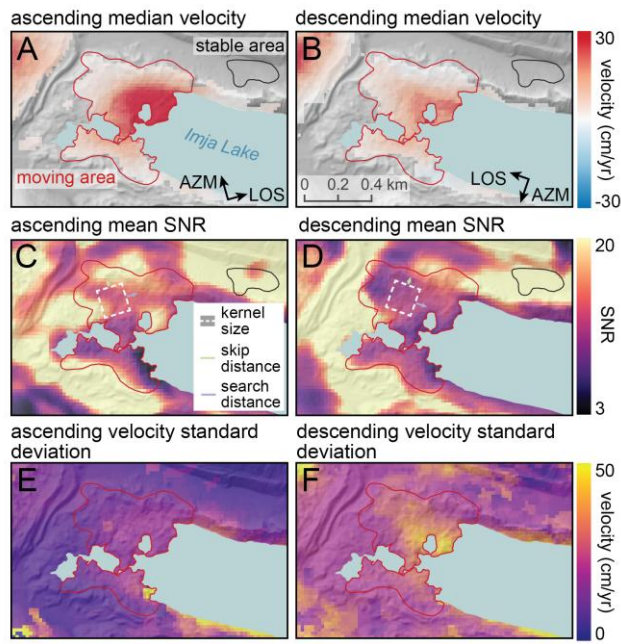 ascending median velocity
descending median velocity
A
stable area
B
30
velocity (cm/yr)
-30
Imja Lake
moving area
AZM
LOS
LOS
AZM
0 0.2 0.4 km
ascending mean SNR
descending mean SNR
C
D
20
SNR
3
kernel
size
skip
distance
search
distance
ascending velocity standard
deviation
descending velocity standard
deviation
E
F
50
velocity (cm/yr)
0